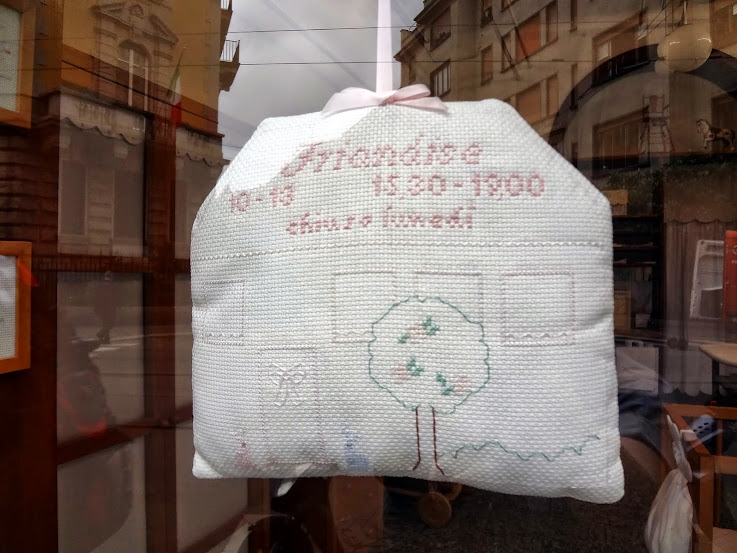 Friandise
10-13 15,30-19,00
chiuso lunedì